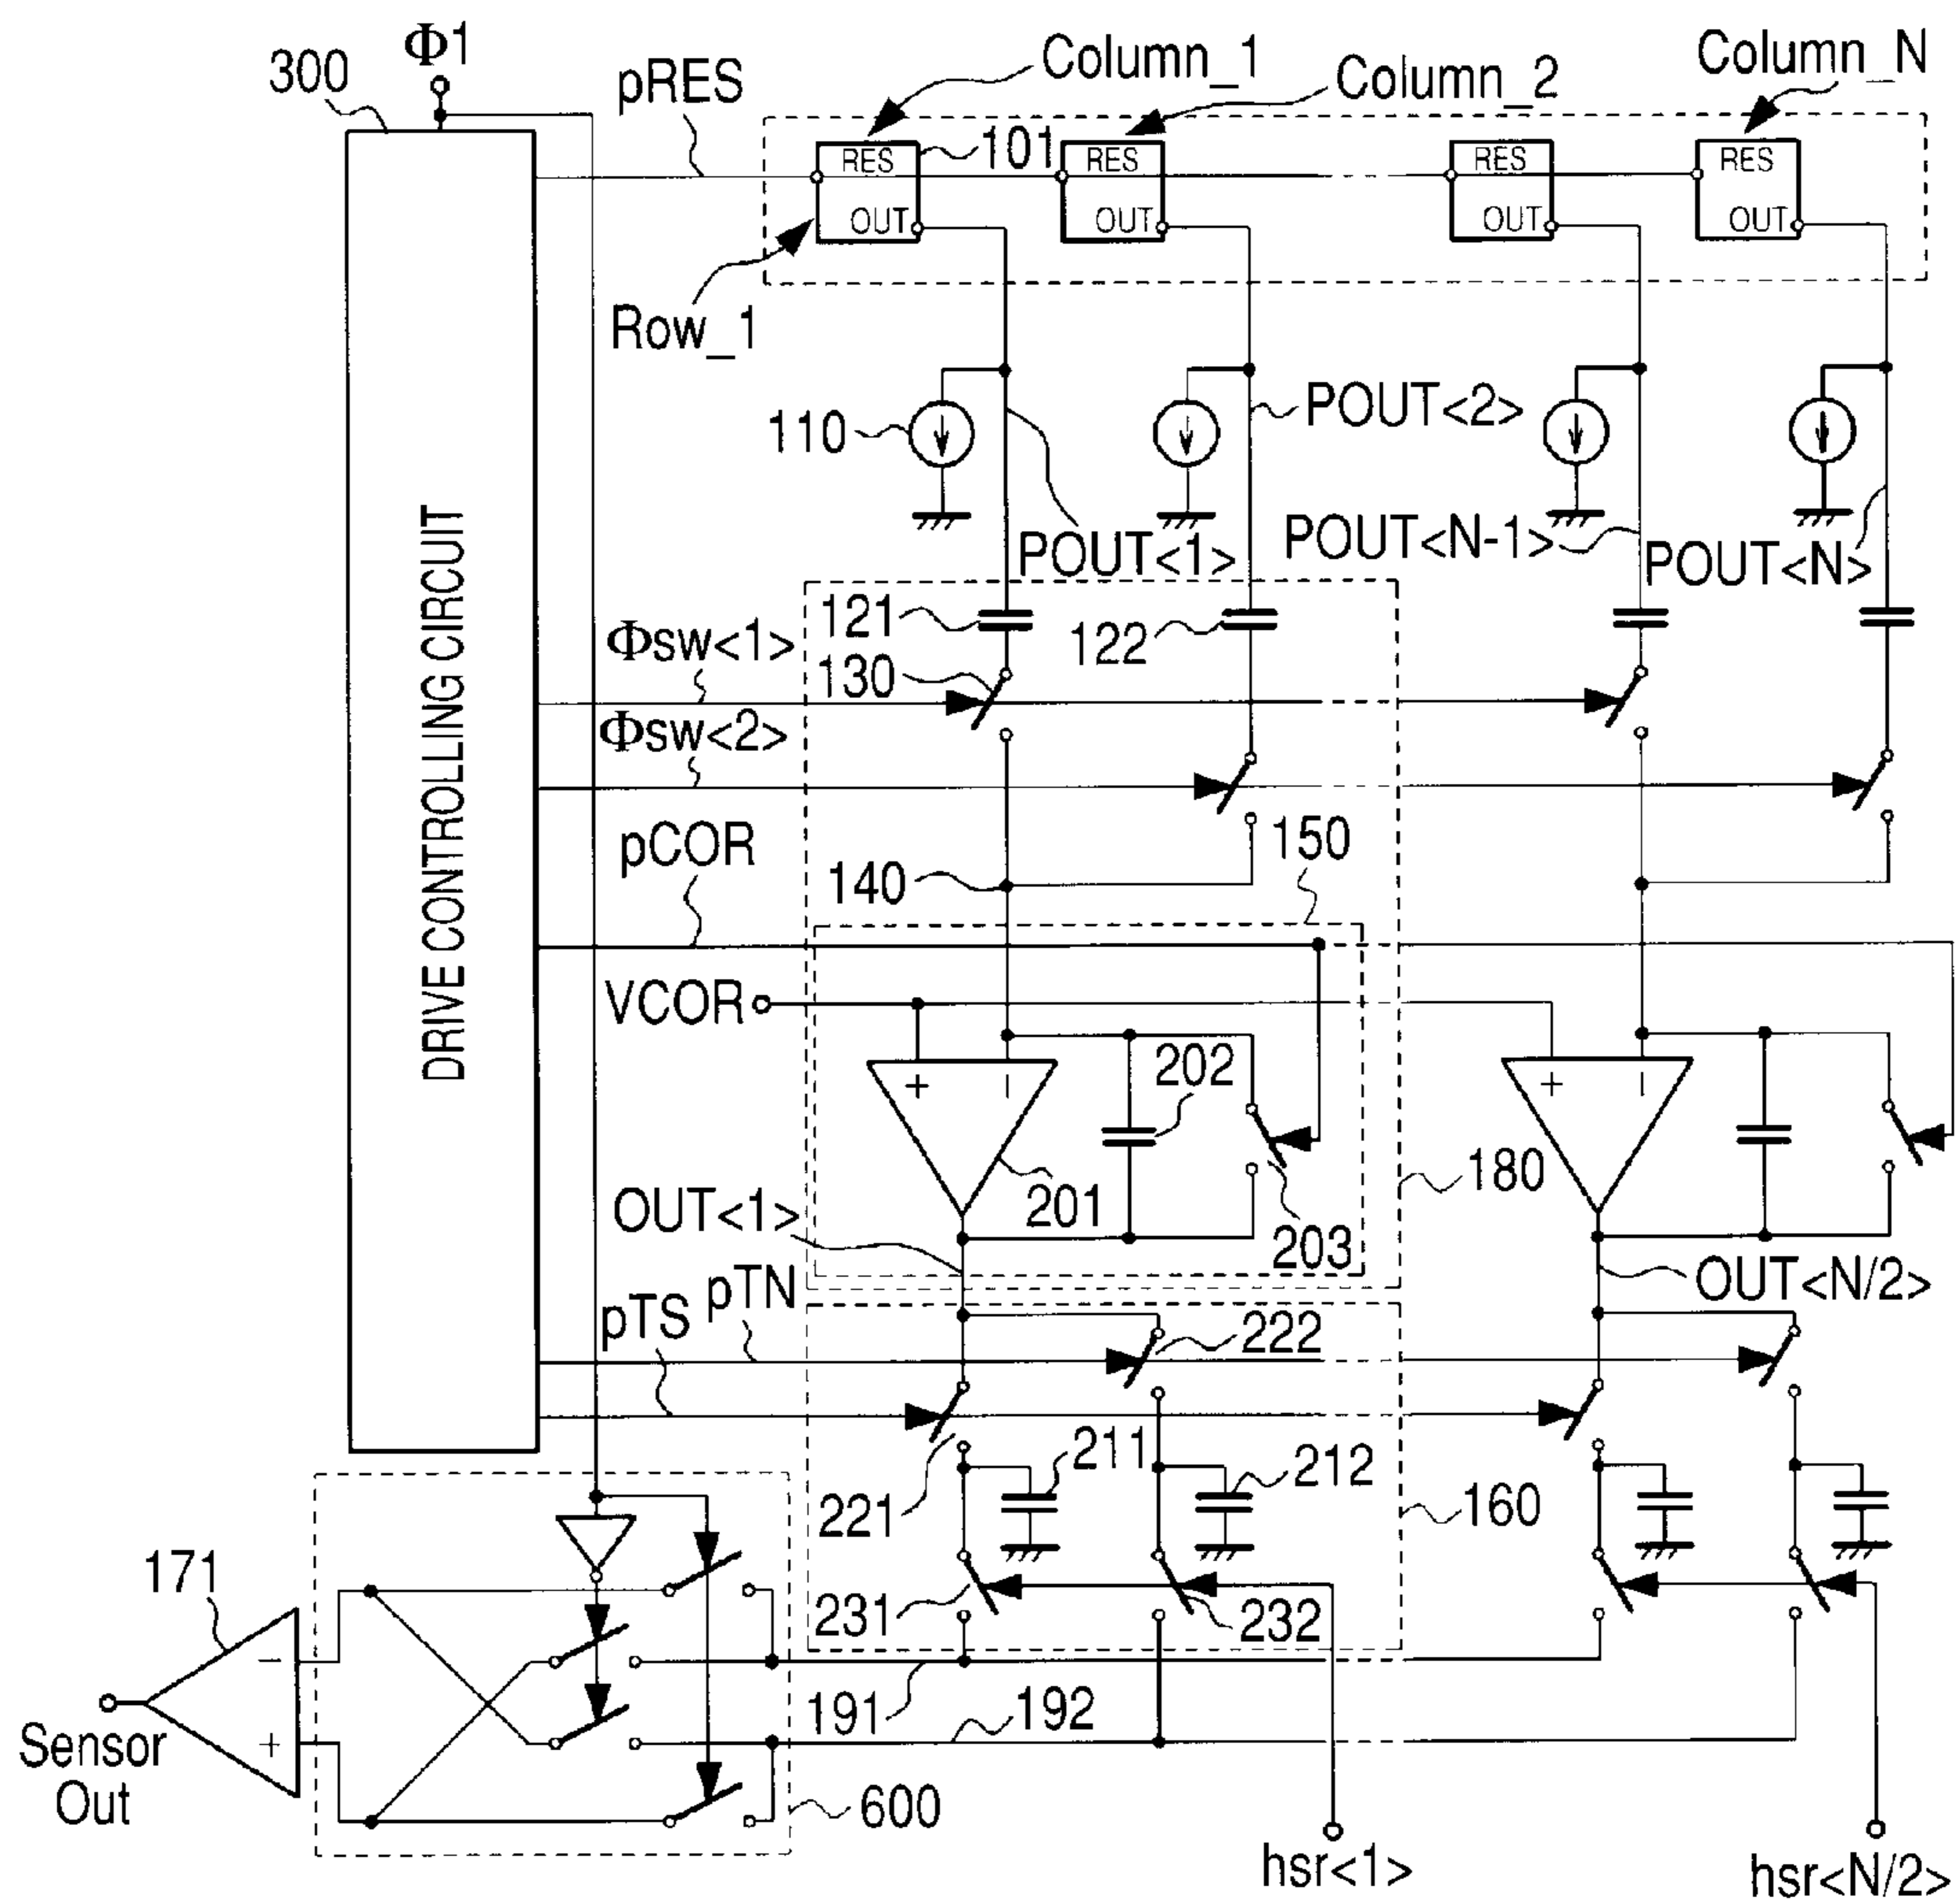 300
Φ1
pRES
Column_1
Column_2
Column_N
RES
OUT
101
RES
OUT
RES
OUT
RES
OUT
Row_1
110
POUT<1>
POUT<2>
POUT<N-1>
POUT<N>
DRIVE CONTROLLING CIRCUIT
Φsw<1>
Φsw<2>
121
122
130
pCOR
140
150
VCOR
+
−
202
201
203
180
+
−
OUT<1>
OUT<N/2>
pTN
pTS
222
221
211
212
160
231
232
171
−
+
Sensor
Out
191
192
600
hsr<1>
hsr<N/2>